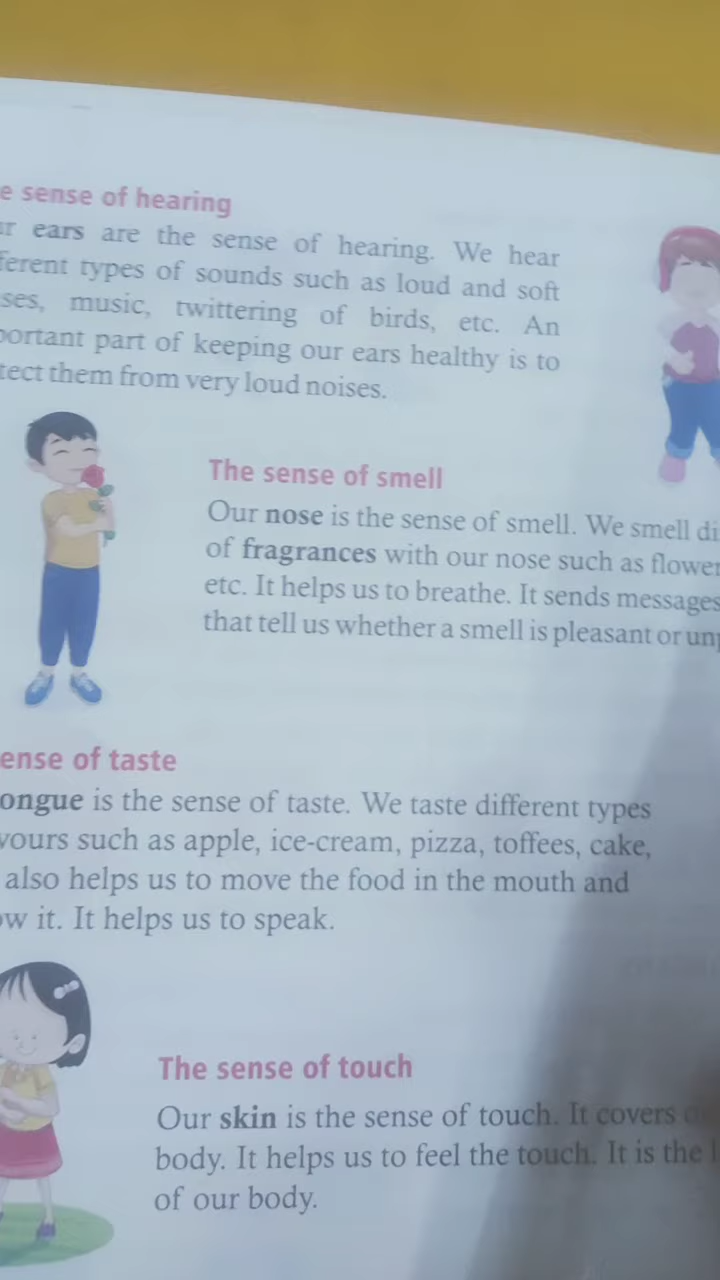 e sense of hearing
ur ears are the sense of hearing. We hear
ferent types of sounds such as loud and soft
ses, music, twittering of birds, etc. An
portant part of keeping our ears healthy is to
tect them from very loud noises.
The sense of smell
Our nose is the sense of smell. We smell di
of fragrances with our nose such as flower
etc. It helps us to breathe. It sends messages
that tell us whether a smell is pleasant or unp
ense of taste
ongue is the sense of taste. We taste different types
vours such as apple, ice-cream, pizza, toffees, cake,
also helps us to move the food in the mouth and
ow it. It helps us to speak.
The sense of touch
Our skin is the sense of touch. It covers
body. It helps us to feel the touch. It is the
of our body.